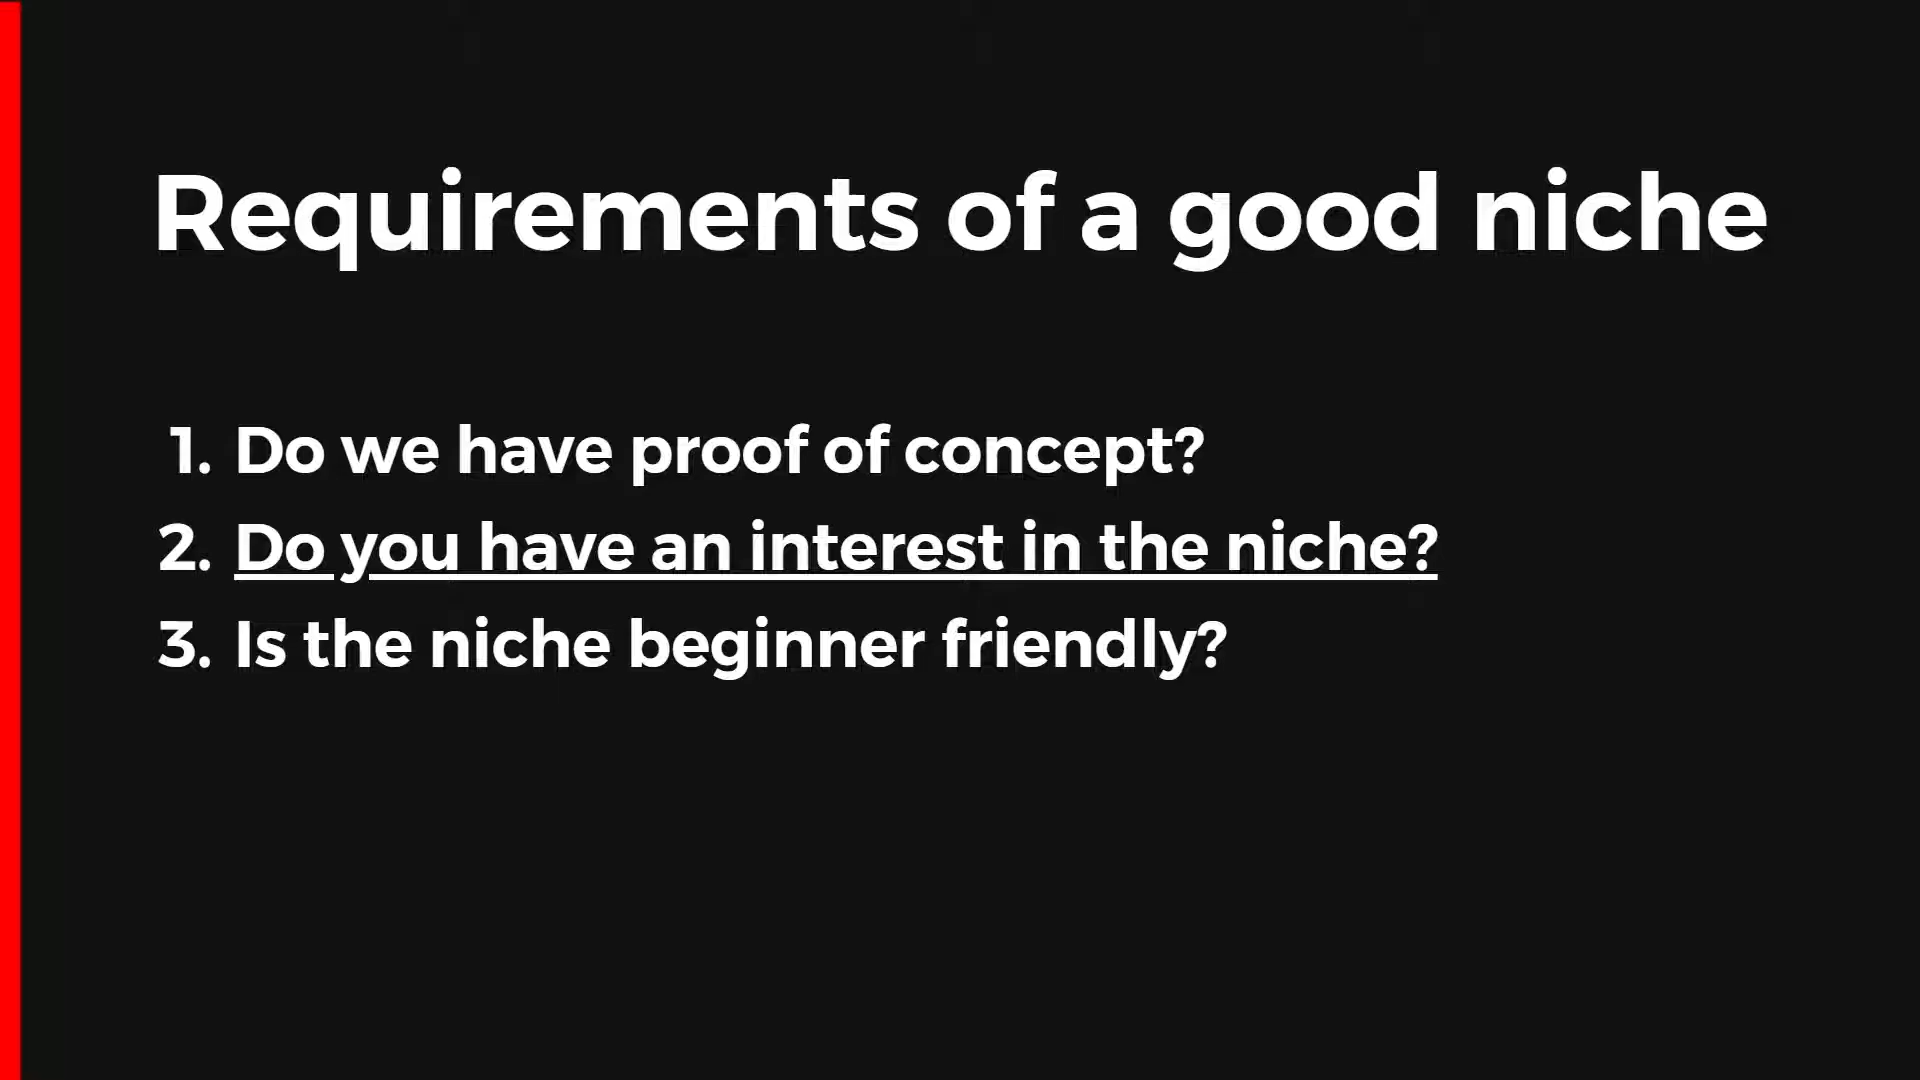 Requirements of a good niche
1. Do we have proof of concept?
2. Do you have an interest in the niche?
3. Is the niche beginner friendly?